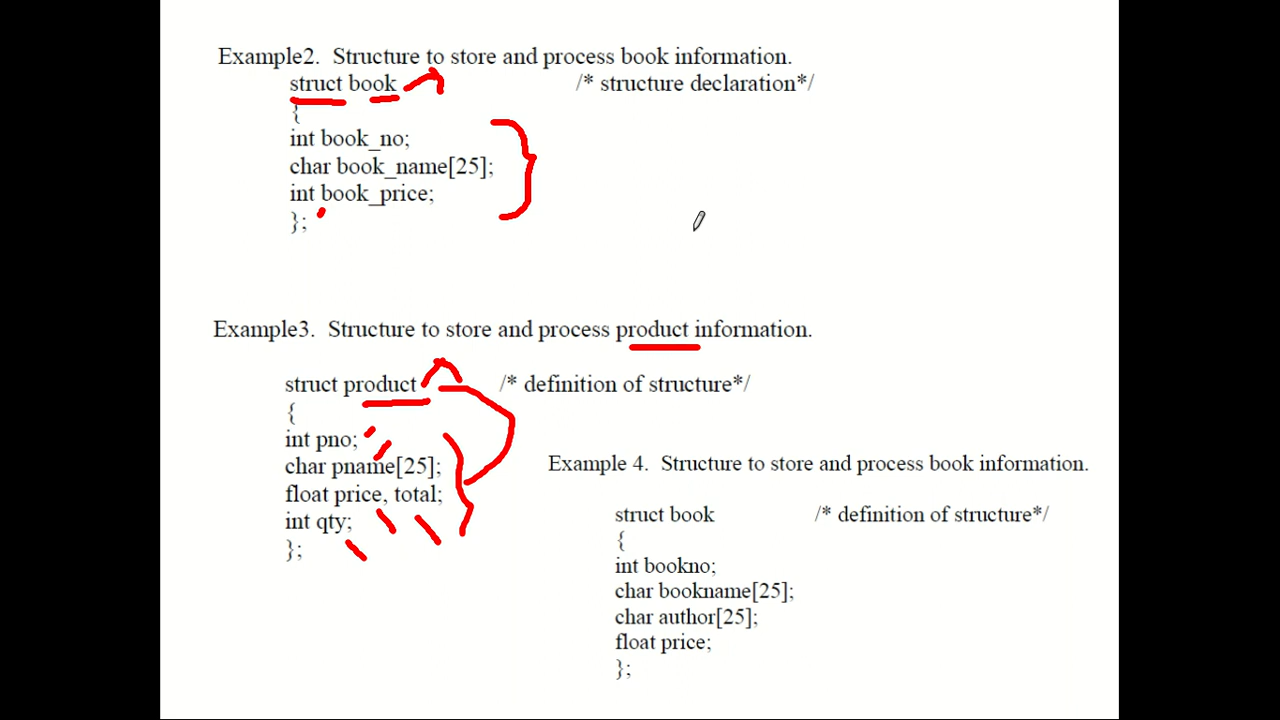 Example2. Structure to store and process book information.
struct book /* structure declaration*/
{
int book_no;
char book_name[25];
int book_price;
};
Example3. Structure to store and process product information.
struct product /* definition of structure*/
{
int pno;
char pname[25];
float price, total;
int qty;
};
Example 4. Structure to store and process book information.
struct book /* definition of structure*/
{
int bookno;
char bookname[25];
char author[25];
float price;
};